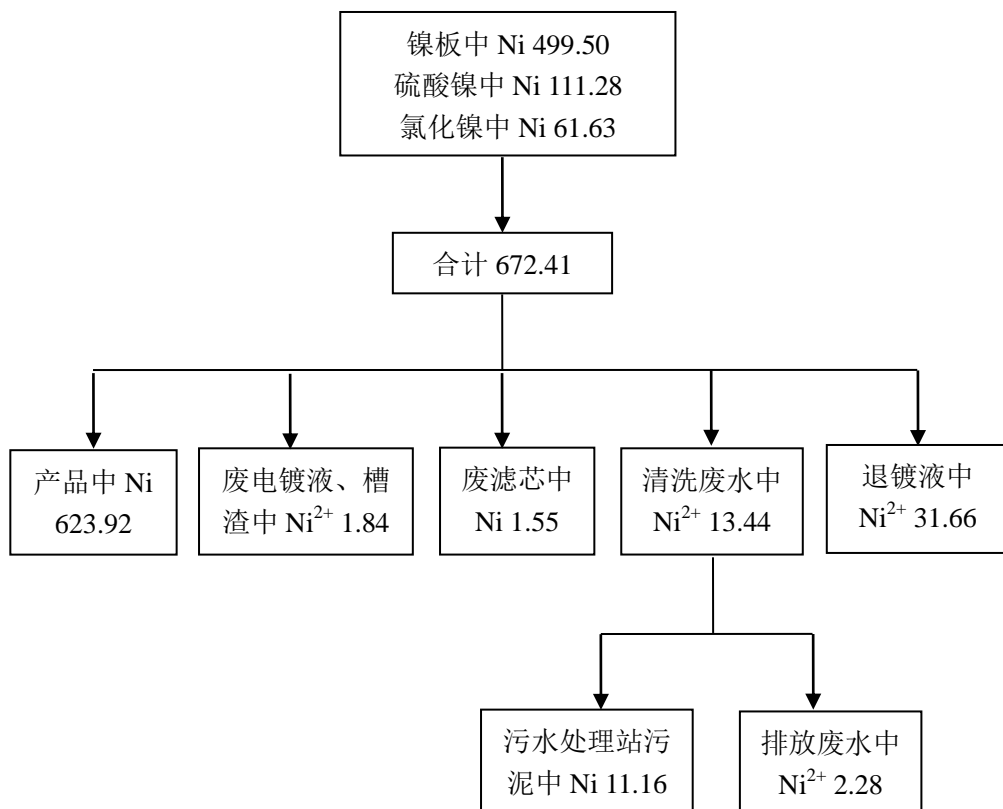 镍板中 Ni 499.50
硫酸镍中 Ni 111.28
氯化镍中 Ni 61.63
合计 672.41
产品中 Ni
623.92
废电镀液、槽
渣中 Ni²⁺ 1.84
废滤芯中
Ni 1.55
清洗废水中
Ni²⁺ 13.44
退镀液中
Ni²⁺ 31.66
污水处理站污
泥中 Ni 11.16
排放废水中
Ni²⁺ 2.28